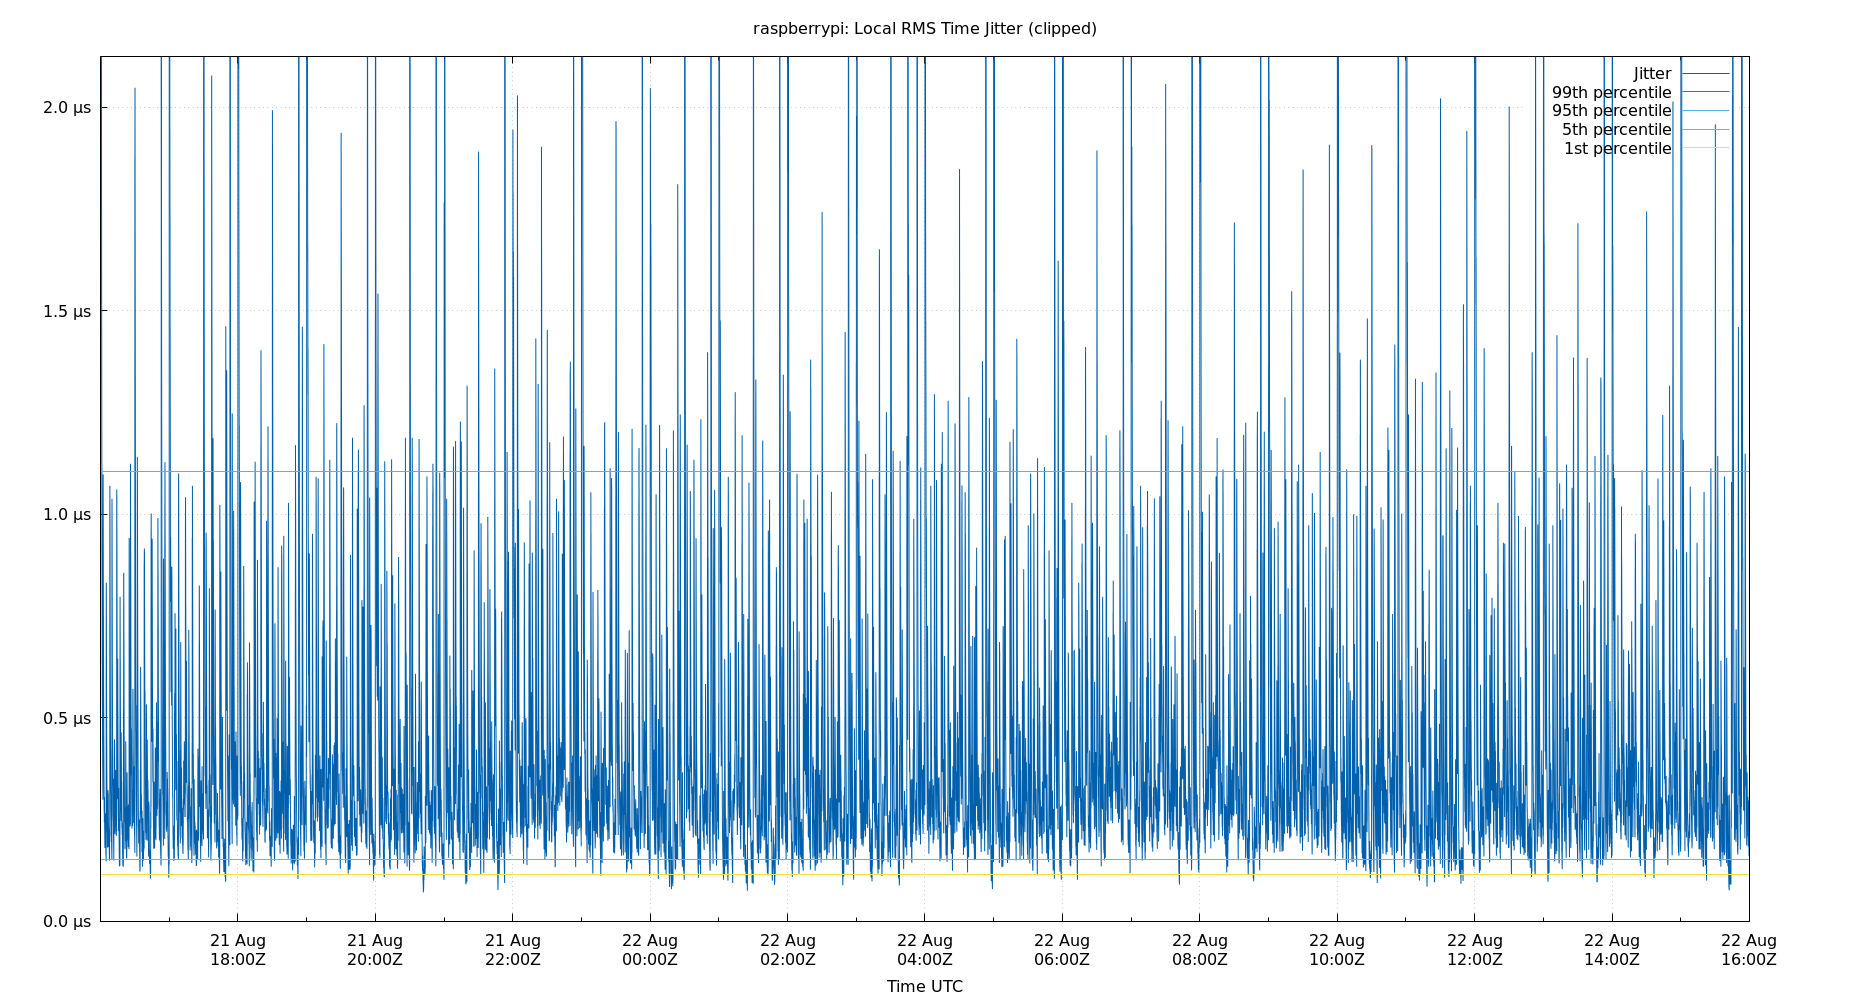 raspberrypi: Local RMS Time Jitter (clipped)
Jitter
99th percentile
95th percentile
5th percentile
1st percentile
2.0 µs
1.5 µs
1.0 µs
0.5 µs
0.0 µs
21 Aug 21 Aug 21 Aug 22 Aug 22 Aug 22 Aug 22 Aug 22 Aug 22 Aug 22 Aug 22 Aug 22 Aug
18:00Z 20:00Z 22:00Z 00:00Z 02:00Z 04:00Z 06:00Z 08:00Z 10:00Z 12:00Z 14:00Z 16:00Z
Time UTC